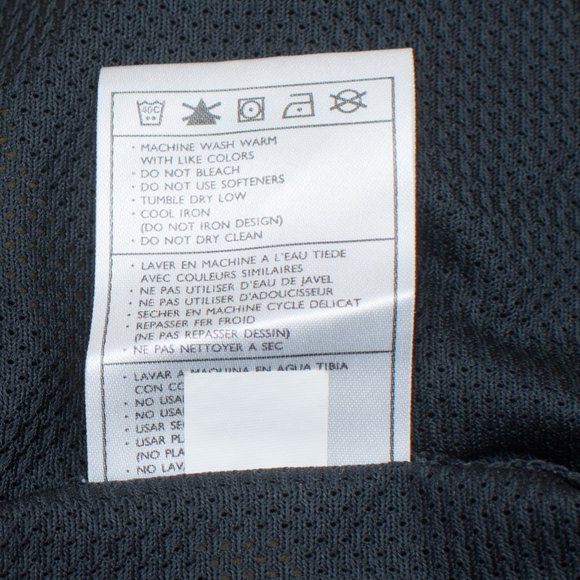 40C
• MACHINE WASH WARM
WITH LIKE COLORS
• DO NOT BLEACH
• DO NOT USE SOFTENERS
• TUMBLE DRY LOW
• COOL IRON
(DO NOT IRON DESIGN)
• DO NOT DRY CLEAN
• LAVER EN MACHINE A L'EAU TIEDE
AVEC COULEURS SIMILAIRES
• NE PAS UTILISER D'EAU DE JAVEL
• NE PAS UTILISER D'ADOUCISSEUR
• SECHER EN MACHINE CYCLE DELICAT
• REPASSER FER FROID
(NE PAS REPASSER DESSIN)
• NE PAS NETTOYER A SEC
• LAVAR A MAQUINA EN AGUA TIBIA
CON
• NO
• NO
• USAR
• USAR
(NO
• NO